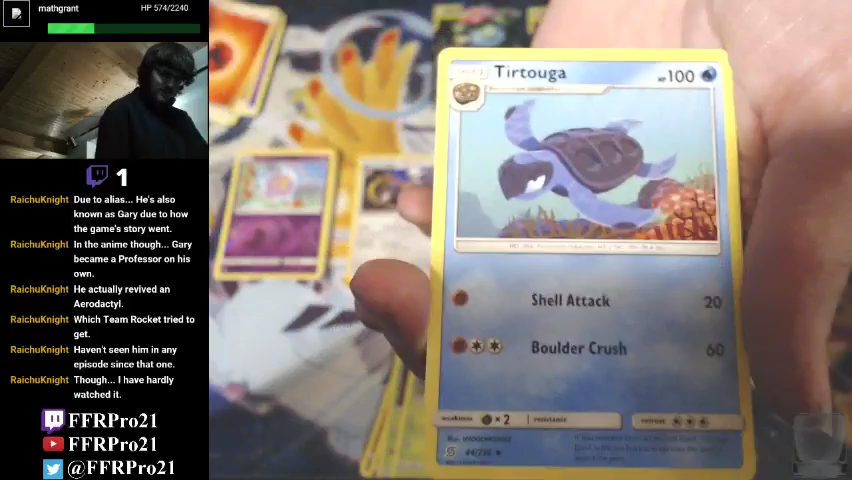 mathgrant
HP 574/2240
1
RaichuKnight Due to alias... He's also
known as Gary due to how
the game's story went.
RaichuKnight In the anime though... Gary
became a Professor on his
own.
RaichuKnight He actually revived an
Aerodactyl.
RaichuKnight Which Team Rocket tried to
get.
RaichuKnight Haven't seen him in any
episode since that one.
RaichuKnight Though... I have hardly
watched it.
FFRPro21
FFRPro21
@FFRPro21
Tirtouga
HP100
Shell Attack 20
Boulder Crush 60
weakness ×2 resistance retreat